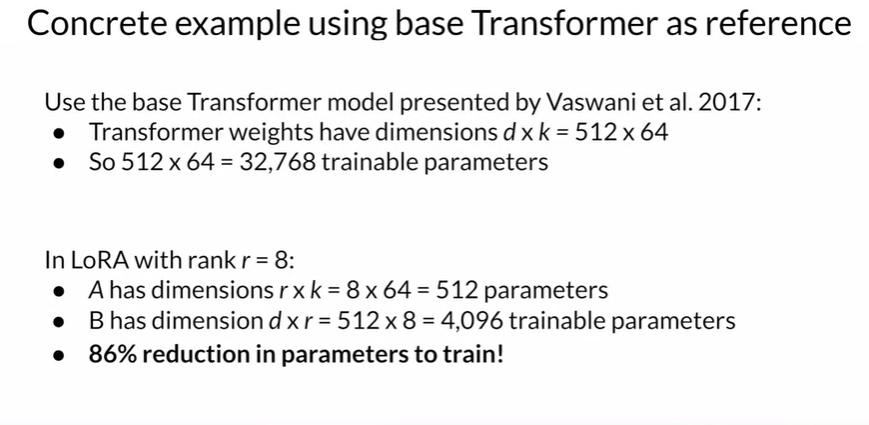 Concrete example using base Transformer as reference
Use the base Transformer model presented by Vaswani et al. 2017:
● Transformer weights have dimensions d x k = 512 x 64
● So 512 x 64 = 32,768 trainable parameters
In LoRA with rank r = 8:
● A has dimensions r x k = 8 x 64 = 512 parameters
● B has dimension d x r = 512 x 8 = 4,096 trainable parameters
● 86% reduction in parameters to train!